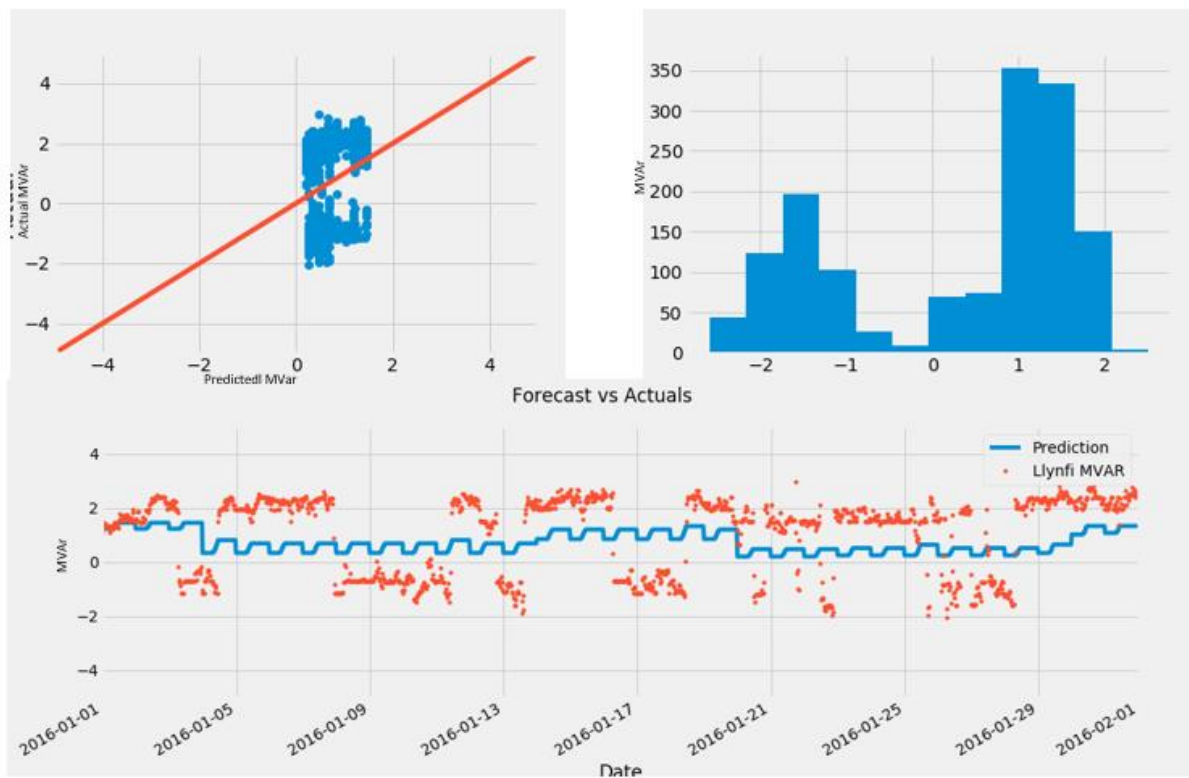 4
2
0
−2
−4
Actual MVAr
−4 −2 0 2 4
Predictedl MVar
350
300
250
200
150
100
50
0
MVAr
−2 −1 0 1 2
Forecast vs Actuals
4
2
0
−2
−4
MVAr
Prediction
Llynfi MVAR
2016-01-01 2016-01-05 2016-01-09 2016-01-13 2016-01-17 2016-01-21 2016-01-25 2016-01-29 2016-02-01
Date